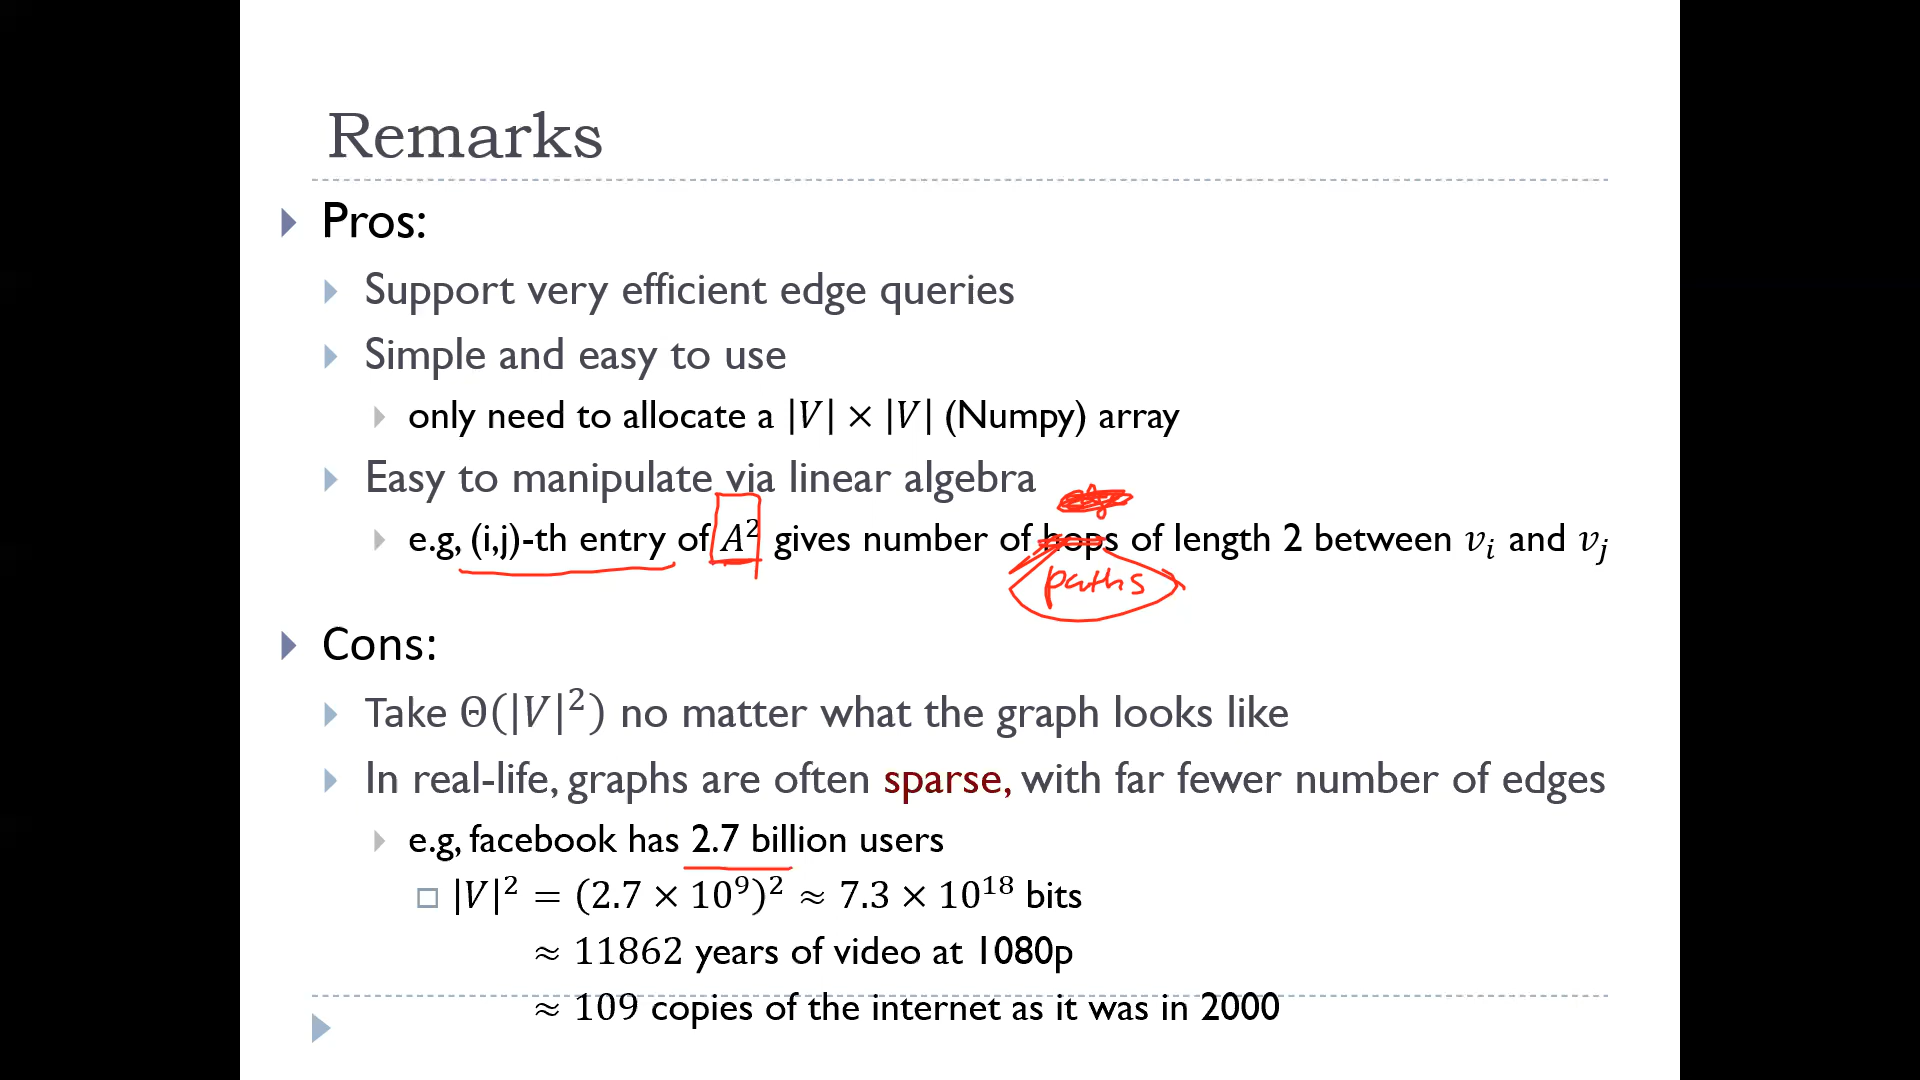 Remarks
Pros:
Support very efficient edge queries
Simple and easy to use
only need to allocate a |V| × |V| (Numpy) array
Easy to manipulate via linear algebra
e.g, (i,j)-th entry of A² gives number of hops of length 2 between vᵢ and vⱼ
paths
Cons:
Take Θ(|V|²) no matter what the graph looks like
In real-life, graphs are often sparse, with far fewer number of edges
e.g, facebook has 2.7 billion users
|V|² = (2.7 × 10⁹)² ≈ 7.3 × 10¹⁸ bits
≈ 11862 years of video at 1080p
≈ 109 copies of the internet as it was in 2000